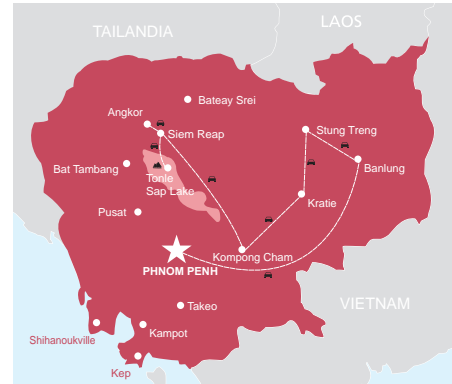 TAILANDIA
LAOS
Bateay Srei
Angkor
Siem Reap
Stung Treng
Bat Tambang
Tonle
Sap Lake
Banlung
Kratie
Pusat
Kompong Cham
PHNOM PENH
Takeo
VIETNAM
Shihanoukville
Kampot
Kep